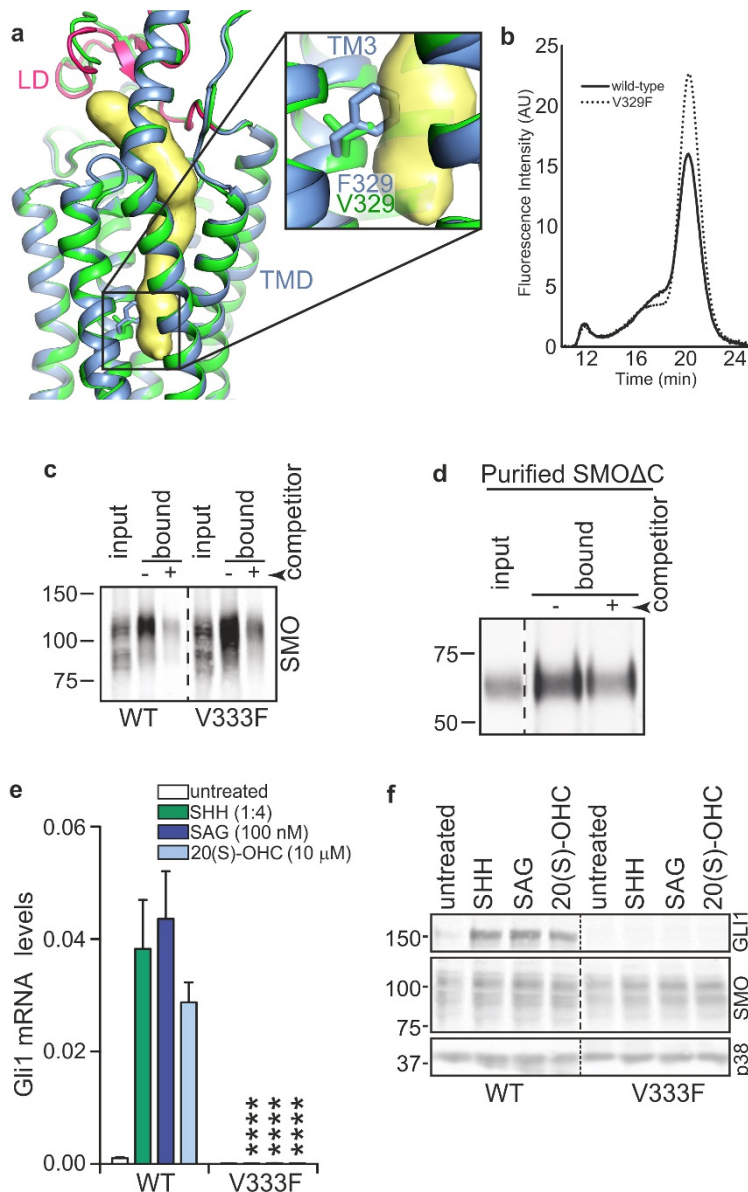 a
LD
TM3
F329
V329
TMD
b
Fluorescence Intensity (AU)
25
20
15
10
5
0
wild-type
V329F
12 16 20 24
Time (min)
c
input
bound
- +
input
bound
- +
competitor
150
100
75
SMO
WT V333F
d
Purified SMOΔC
input
bound
- +
competitor
75
50
e
untreated
SHH (1:4)
SAG (100 nM)
20(S)-OHC (10 μM)
Gli1 mRNA levels
0.06
0.04
0.02
0.00
****
****
****
WT V333F
f
untreated
SHH
SAG
20(S)-OHC
untreated
SHH
SAG
20(S)-OHC
150
GLI1
100
75
SMO
37
p38
WT V333F